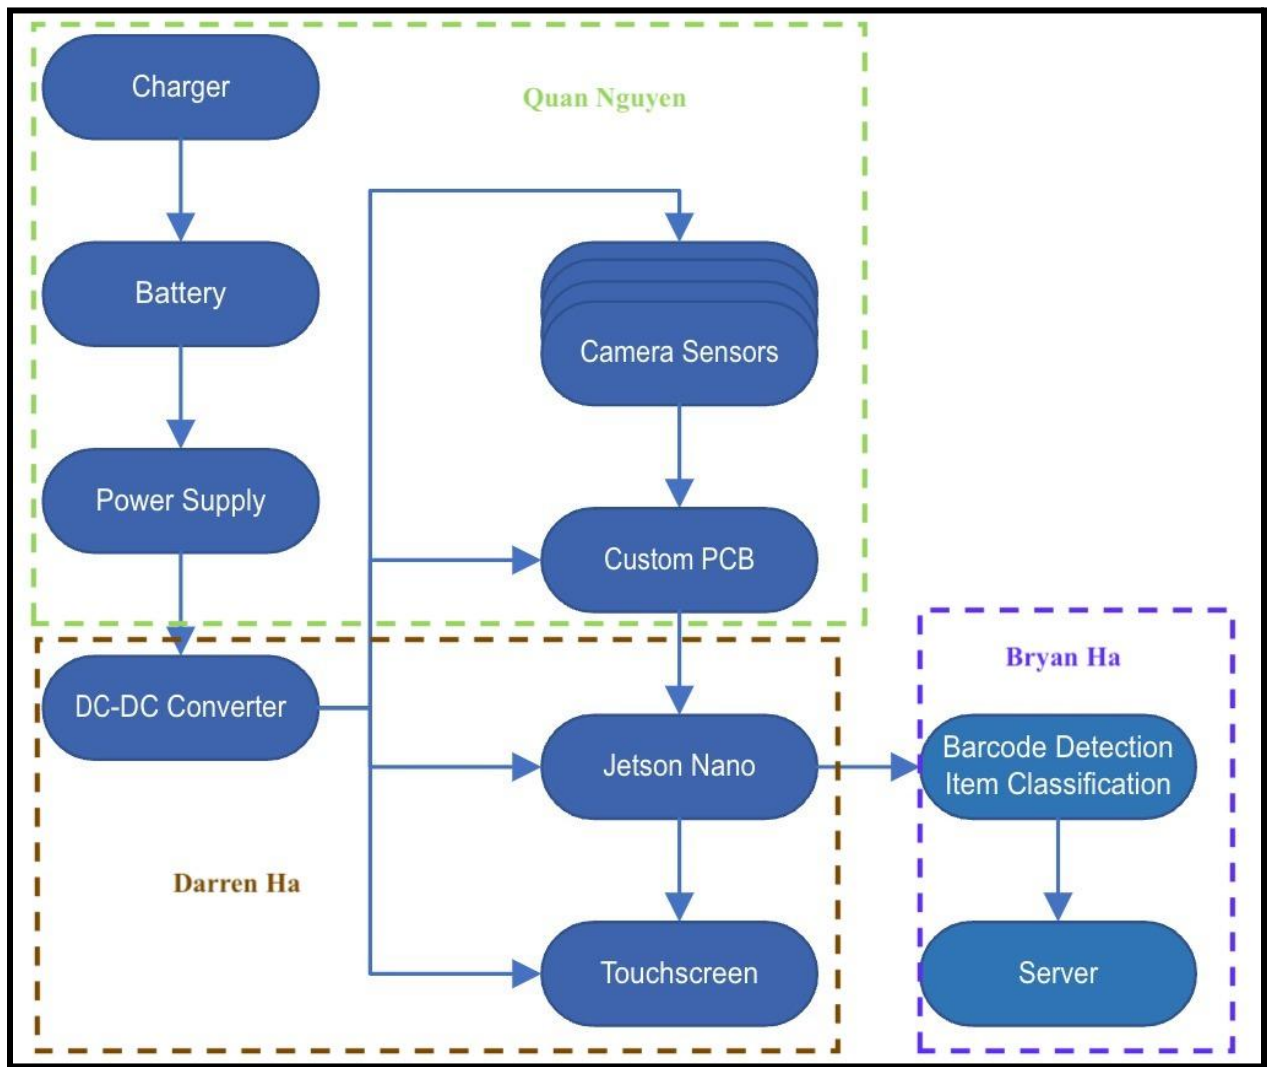 Charger
Quan Nguyen
Battery
Camera Sensors
Power Supply
Custom PCB
DC-DC Converter
Jetson Nano
Darren Ha
Touchscreen
Bryan Ha
Barcode Detection
Item Classification
Server